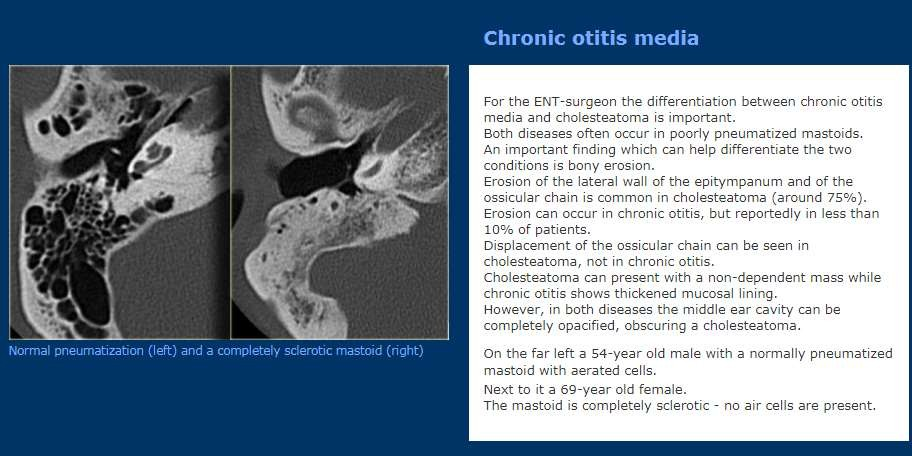 Chronic otitis media
For the ENT-surgeon the differentiation between chronic otitis
media and cholesteatoma is important.
Both diseases often occur in poorly pneumatized mastoids.
An important finding which can help differentiate the two
conditions is bony erosion.
Erosion of the lateral wall of the epitympanum and of the
ossicular chain is common in cholesteatoma (around 75%).
Erosion can occur in chronic otitis, but reportedly in less than
10% of patients.
Displacement of the ossicular chain can be seen in
cholesteatoma, not in chronic otitis.
Cholesteatoma can present with a non-dependent mass while
chronic otitis shows thickened mucosal lining.
However, in both diseases the middle ear cavity can be
completely opacified, obscuring a cholesteatoma.
On the far left a 54-year old male with a normally pneumatized
mastoid with aerated cells.
Next to it a 69-year old female.
The mastoid is completely sclerotic - no air cells are present.
Normal pneumatization (left) and a completely sclerotic mastoid (right)